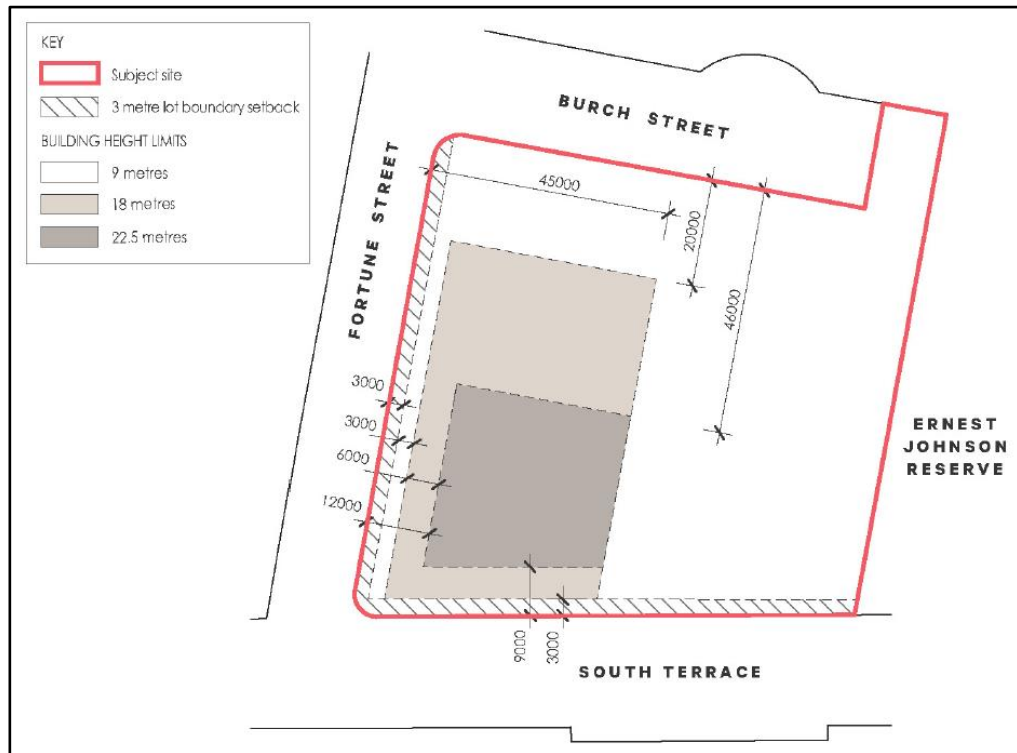 KEY
Subject site
3 metre lot boundary setback
BUILDING HEIGHT LIMITS
9 metres
18 metres
22.5 metres
BURCH STREET
FORTUNE STREET
45000
20000
46000
3000
3000
6000
12000
ERNEST
JOHNSON
RESERVE
9000
3000
SOUTH TERRACE